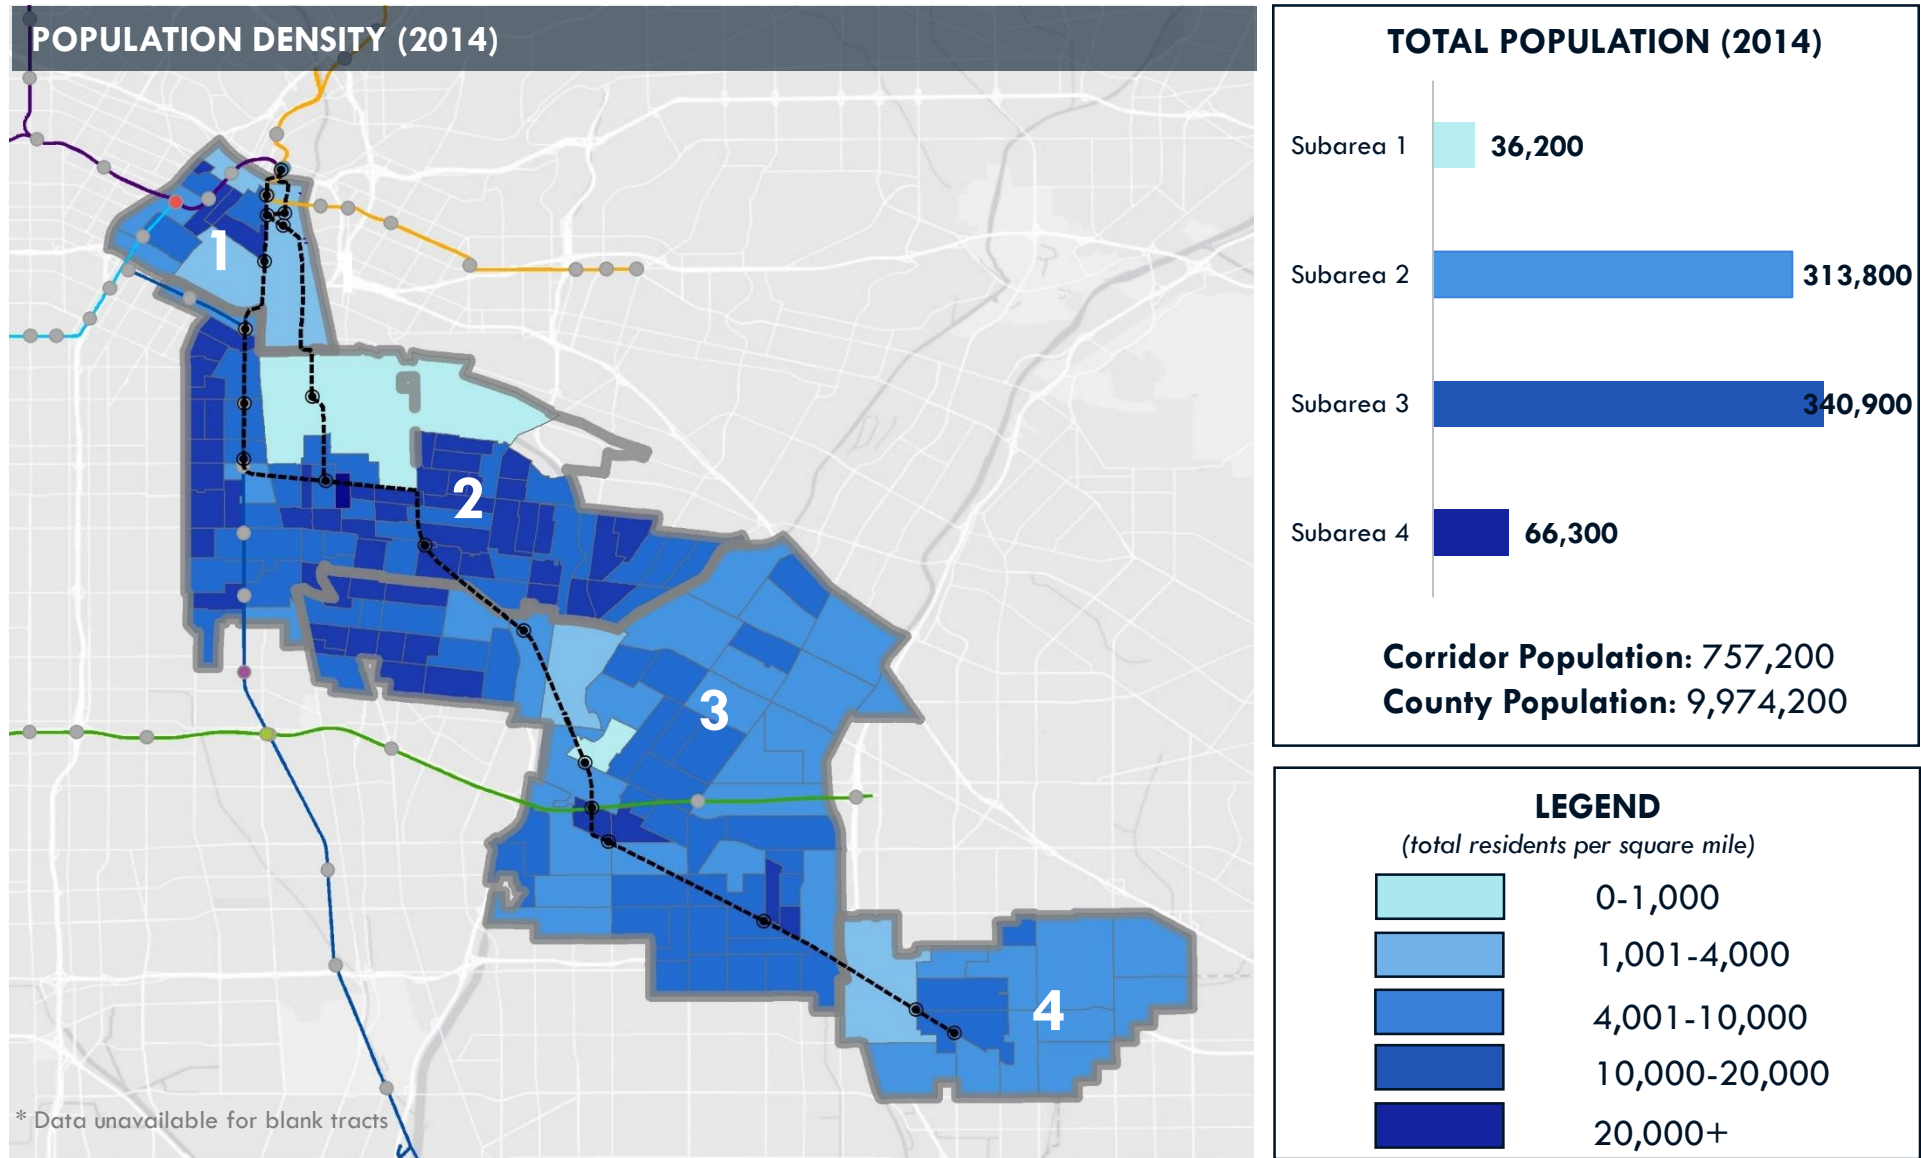 POPULATION DENSITY (2014)
1
1
2
3
4
* Data unavailable for blank tracts
TOTAL POPULATION (2014)
Subarea 1 36,200
Subarea 2 313,800
Subarea 3 340,900
Subarea 4 66,300
Corridor Population: 757,200
County Population: 9,974,200
LEGEND
(total residents per square mile)
0-1,000
1,001-4,000
4,001-10,000
10,000-20,000
20,000+